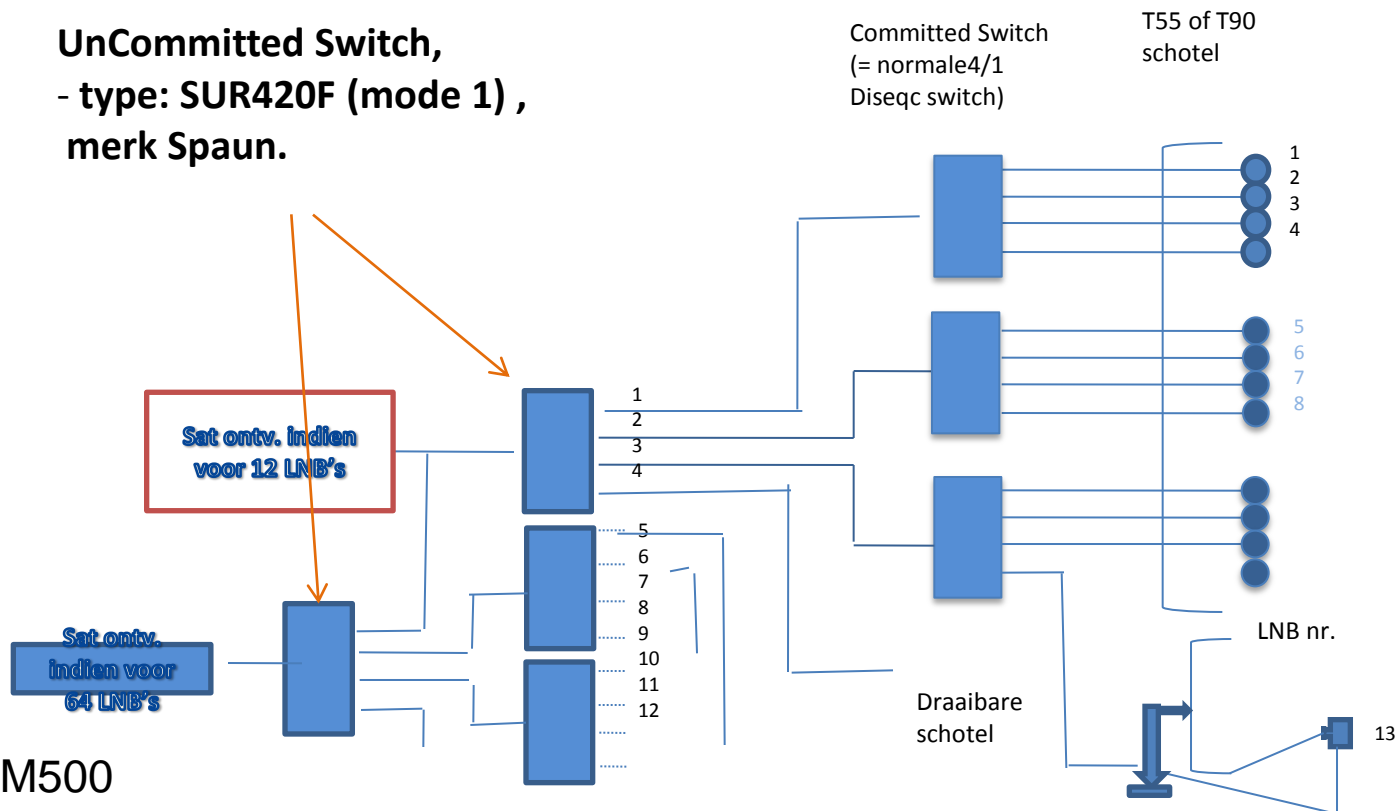 UnCommitted Switch,
- type: SUR420F (mode 1) ,
merk Spaun.
Committed Switch
(= normale4/1
Diseqc switch)
T55 of T90
schotel
1
2
3
4
5
6
7
8
Sat ontv. indien
voor 12 LNB's
1
2
3
4
5
6
7
8
9
10
11
12
Sat ontv.
indien voor
64 LNB's
LNB nr.
Draaibare
schotel
13
M500